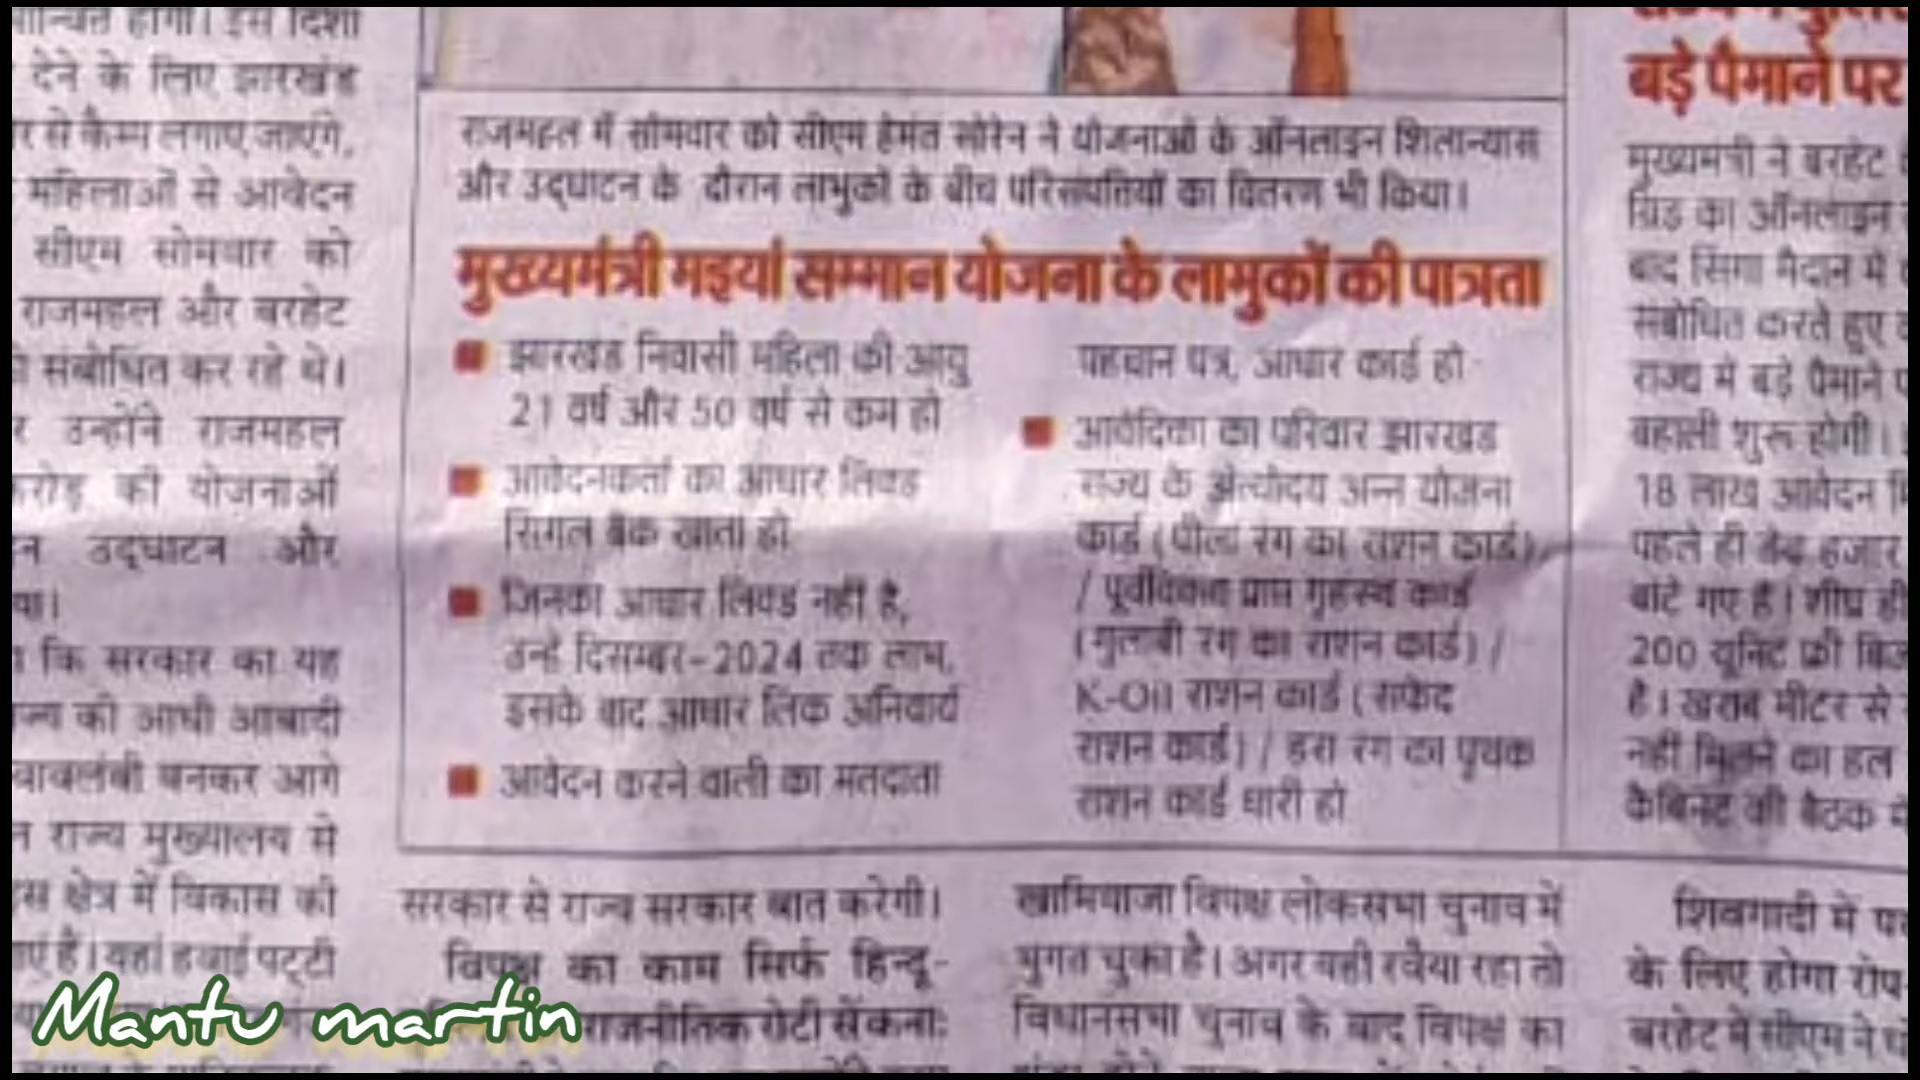 देने के लिए झारखंड
र से कैम्प लगाए जाएंगे,
महिलाओं से आवेदन
सीएम सोमवार को
राजमहल और बरहेट
संबोधित कर रहे थे।
र उन्होंने राजमहल
करोड़ की योजनाओं
न उद्घाटन और
या।
कि सरकार का यह
ज्य की आधी आबादी
वावलंबी बनकर आगे
न राज्य मुख्यालय से
इस क्षेत्र में विकास की
एं है। यहां हवाई पट्टी
राजमहल में सोमवार को सीएम हेमंत सोरेन ने योजनाओं के ऑनलाइन शिलान्यास
और उद्घाटन के दौरान लाभुकों के बीच परिसंपत्तियों का वितरण भी किया।
मुख्यमंत्री मइयां सम्मान योजना के लाभुकों की पात्रता
झारखंड निवासी महिला की आयु
21 वर्ष और 50 वर्ष से कम हो
आवेदनकर्ता का आधार लिंक्ड
सिंगल बैंक खाता हो
जिनका आधार लिंक्ड नहीं है,
उन्हें दिसम्बर-2024 तक लाभ,
इसके बाद आधार लिंक अनिवार्य
आवेदन करने वाली का मतदाता
पहचान पत्र, आधार कार्ड हो
आवेदिका का परिवार झारखंड
राज्य के अंत्योदय अन्न योजना
कार्ड (पीला रंग का राशन कार्ड)
/ पूर्वविक्ता प्राप्त गृहस्थ कार्ड
(गुलाबी रंग का राशन कार्ड) /
K-Oil राशन कार्ड (सफेद
राशन कार्ड) / हरा रंग का पृथक
राशन कार्ड धारी हो
सरकार से राज्य सरकार बात करेगी।
विपक्ष का काम सिर्फ हिन्दू-
राजनीतिक रोटी सेंकना:
खामियाजा विपक्ष लोकसभा चुनाव में
भुगत चुका है। अगर यही रवैया रहा तो
विधानसभा चुनाव के बाद विपक्ष का
बड़े पैमाने पर
मुख्यमंत्री ने बरहेट
ग्रिड का ऑनलाइन
बाद सिंगा मैदान में
संबोधित करते हुए
राज्य में बड़े पैमाने प
बहाली शुरू होगी।
18 लाख आवेदन मि
पहले ही डेढ़ हजार
बांटे गए हैं। शीघ्र ही
200 यूनिट फ्री बिज
है। खराब मीटर से
नहीं मिलने का हल
कैबिनेट की बैठक में
शिवगादी में पर
के लिए होगा रोप-
बरहेट में सीएम ने
Mantu martin